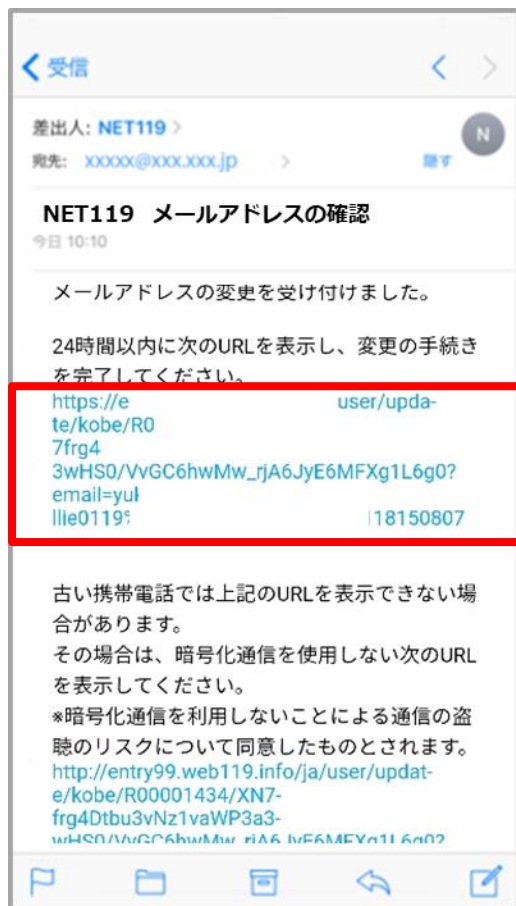 受信
差出人: NET119
宛先: xxxxx@xxx.xxx.jp
隠す
N
NET119 メールアドレスの確認
今日 10:10
メールアドレスの変更を受け付けました。
24時間以内に次のURLを表示し、変更の手続き
を完了してください。
https://e user/upda-
te/kobe/R0
7frg4
3wHS0/VvGC6hwMw_rjA6JyE6MFXg1L6g0?
email=yuk
llie0119 18150807
古い携帯電話では上記のURLを表示できない場
合があります。
その場合は、暗号化通信を使用しない次のURL
を表示してください。
※暗号化通信を利用しないことによる通信の盗
聴のリスクについて同意したものとされます。
http://entry99.web119.info/ja/user/updat-
e/kobe/R00001434/XN7-
frg4Dtbu3vNz1vaWP3a3-
wHS0/VvGC6hwMw_rjA6JyE6MFXg1L6g0?